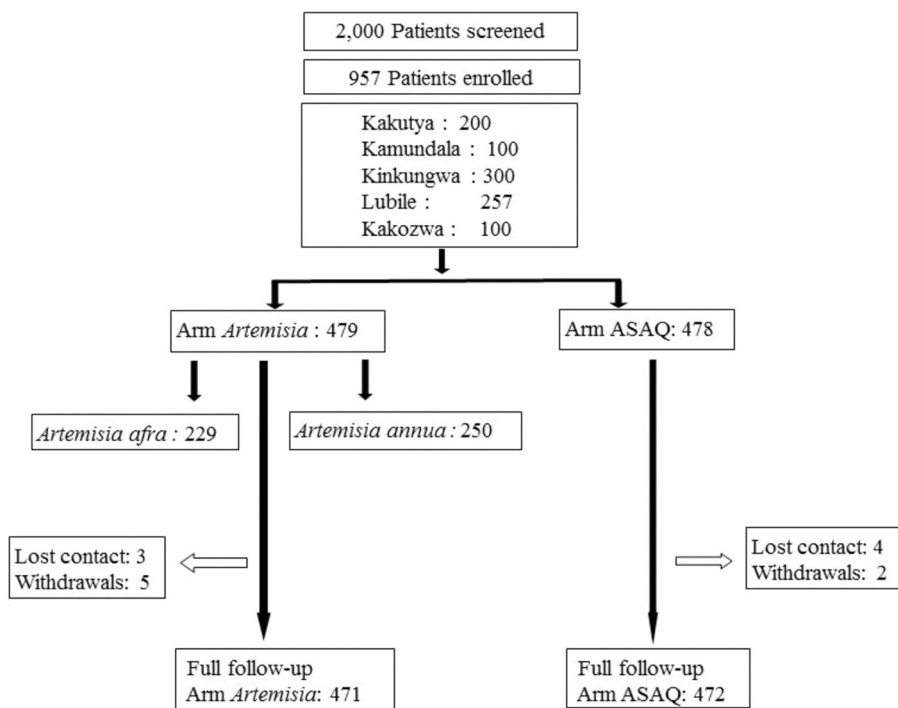 2,000 Patients screened
957 Patients enrolled
Kakutya : 200
Kamundala : 100
Kinkungwa : 300
Lubile : 257
Kakozwa : 100
Arm Artemisia : 479
Arm ASAQ: 478
Artemisia afra : 229
Artemisia annua : 250
Lost contact: 3
Withdrawals: 5
Lost contact: 4
Withdrawals: 2
Full follow-up
Arm Artemisia: 471
Full follow-up
Arm ASAQ: 472